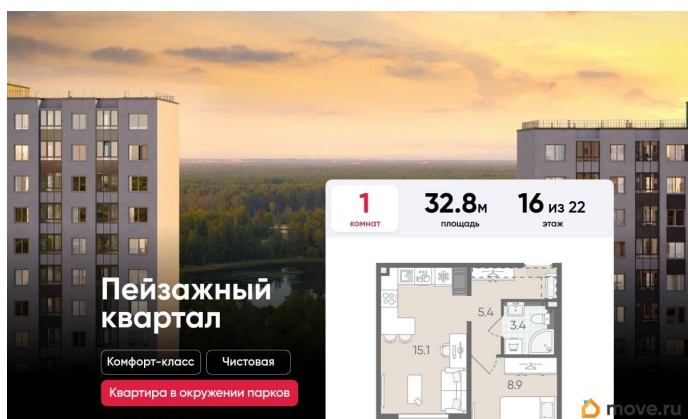 1
комнат
32.8м
площадь
16 из 22
этаж
Пейзажный
квартал
Комфорт-класс
Чистовая
Квартира в окружении парков
5.4
3.4
15.1
8.9
move.ru